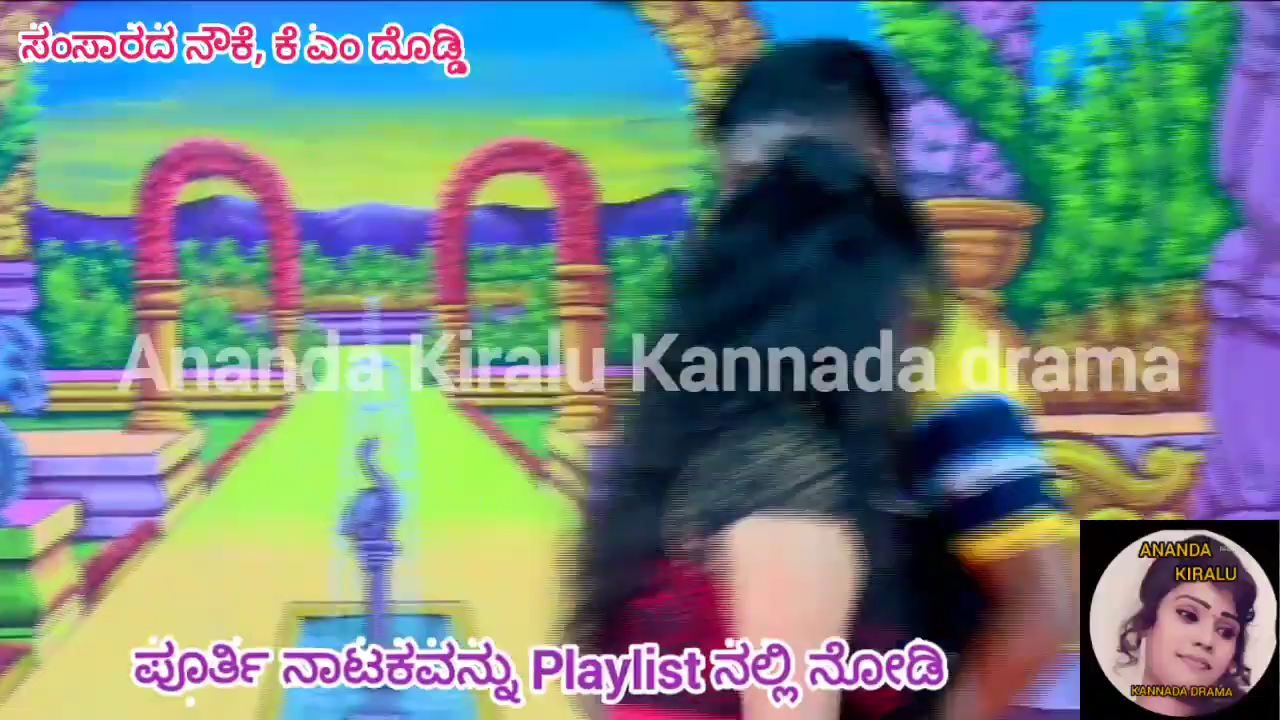 ಸಂಸಾರದ ನೌಕೆ, ಕೆ ಎಂ ದೊಡ್ಡಿ
Ananda Kiralu Kannada drama
ANANDA
KIRALU
KANNADA DRAMA
ಪೂರ್ತಿ ನಾಟಕವನ್ನು Playlist ನಲ್ಲಿ ನೋಡಿ